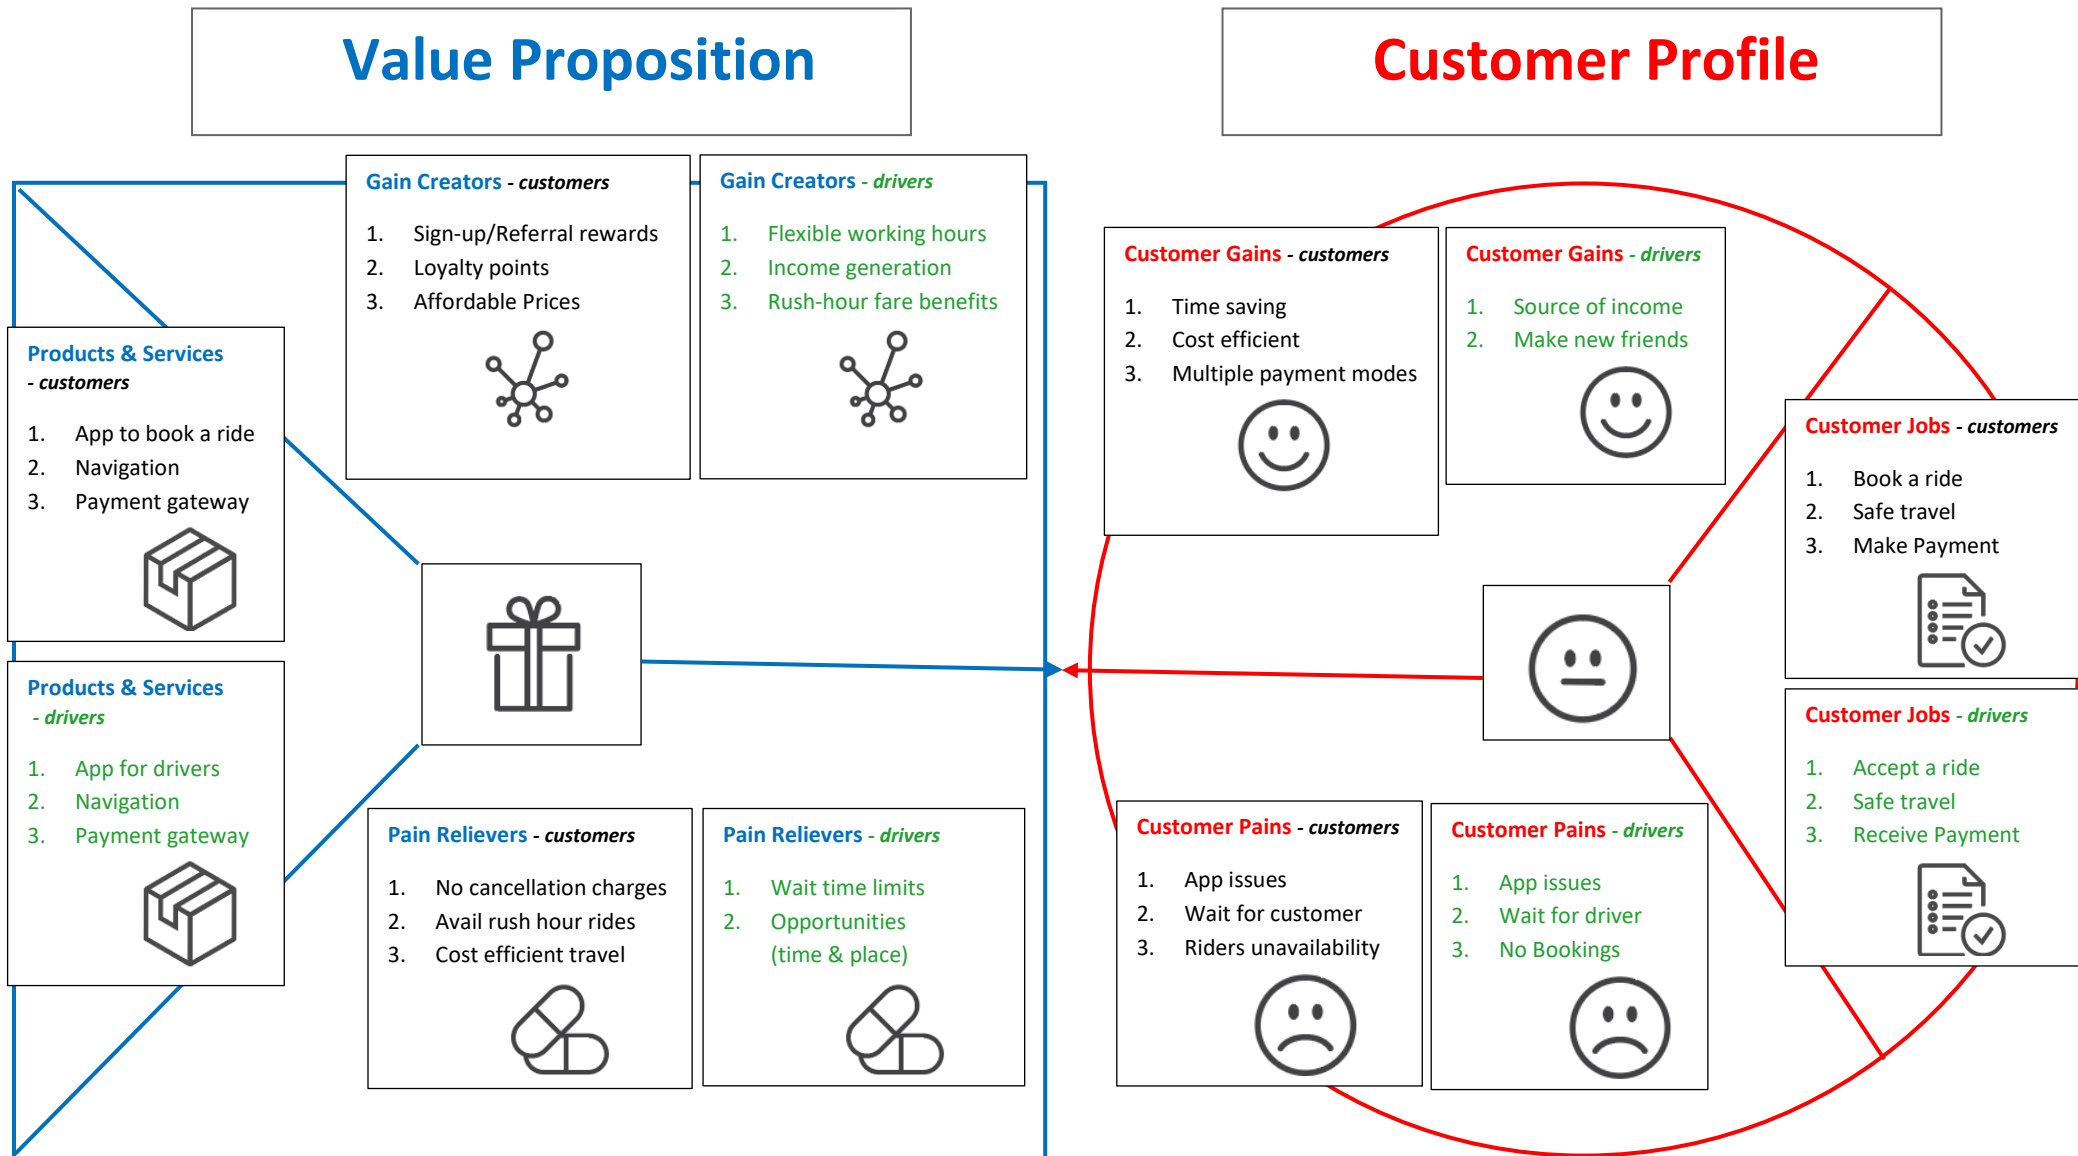 Value Proposition
Customer Profile
Gain Creators - customers
1. Sign-up/Referral rewards
2. Loyalty points
3. Affordable Prices
Gain Creators - drivers
1. Flexible working hours
2. Income generation
3. Rush-hour fare benefits
Products & Services
- customers
1. App to book a ride
2. Navigation
3. Payment gateway
Products & Services
- drivers
1. App for drivers
2. Navigation
3. Payment gateway
Pain Relievers - customers
1. No cancellation charges
2. Avail rush hour rides
3. Cost efficient travel
Pain Relievers - drivers
1. Wait time limits
2. Opportunities
(time & place)
Customer Gains - customers
1. Time saving
2. Cost efficient
3. Multiple payment modes
Customer Gains - drivers
1. Source of income
2. Make new friends
Customer Jobs - customers
1. Book a ride
2. Safe travel
3. Make Payment
Customer Jobs - drivers
1. Accept a ride
2. Safe travel
3. Receive Payment
Customer Pains - customers
1. App issues
2. Wait for customer
3. Riders unavailability
Customer Pains - drivers
1. App issues
2. Wait for driver
3. No Bookings